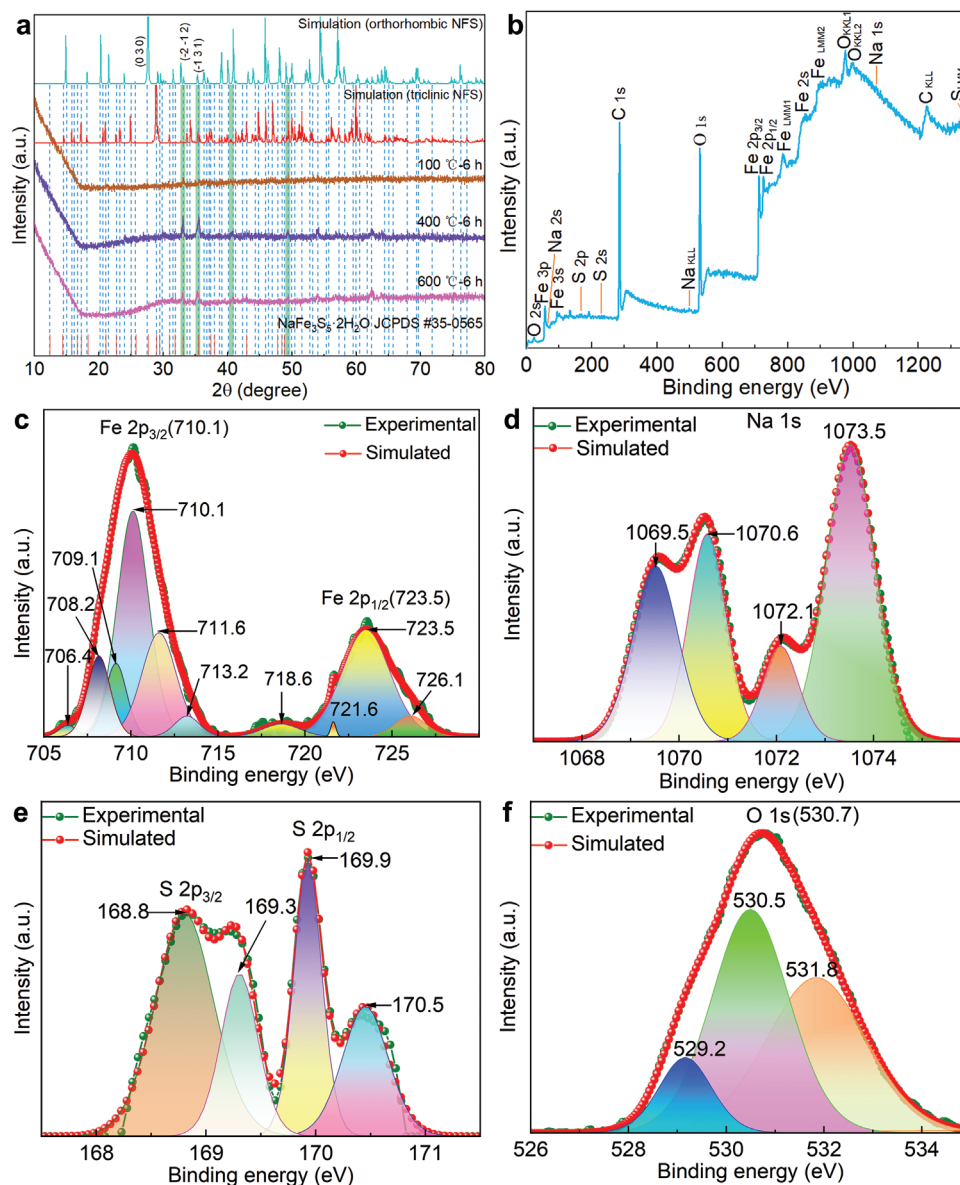 a
Simulation (orthorhombic NFS)
(0 3 0)
(-2 -1 2)
(-1 3 1)
Simulation (triclinic NFS)
100 ℃-6 h
400 ℃-6 h
600 ℃-6 h
NaFe₃S₅·2H₂O JCPDS #35-0565
Intensity (a.u.)
10 20 30 40 50 60 70 80
2θ (degree)
b
O 2s
Fe 3p
Na 2s
Fe 3s
S 2p
S 2s
C 1s
Na KLL
O 1s
Fe 2p3/2
Fe 2p1/2
Fe LMM1
Fe 2s
Fe LMM2
OKKL1
OKKL2
Na 1s
C KLL
Intensity (a.u.)
0 200 400 600 800 1000 1200
Binding energy (eV)
c
Experimental
Simulated
Fe 2p3/2(710.1)
710.1
709.1
708.2
706.4
711.6
713.2
718.6
721.6
Fe 2p1/2(723.5)
723.5
726.1
Intensity (a.u.)
705 710 715 720 725
Binding energy (eV)
d
Experimental
Simulated
Na 1s
1069.5
1070.6
1072.1
1073.5
Intensity (a.u.)
1068 1070 1072 1074
Binding energy (eV)
e
Experimental
Simulated
S 2p3/2
168.8
169.3
S 2p1/2
169.9
170.5
Intensity (a.u.)
168 169 170 171
Binding energy (eV)
f
Experimental
Simulated
O 1s(530.7)
530.5
531.8
529.2
Intensity (a.u.)
526 528 530 532 534
Binding energy (eV)